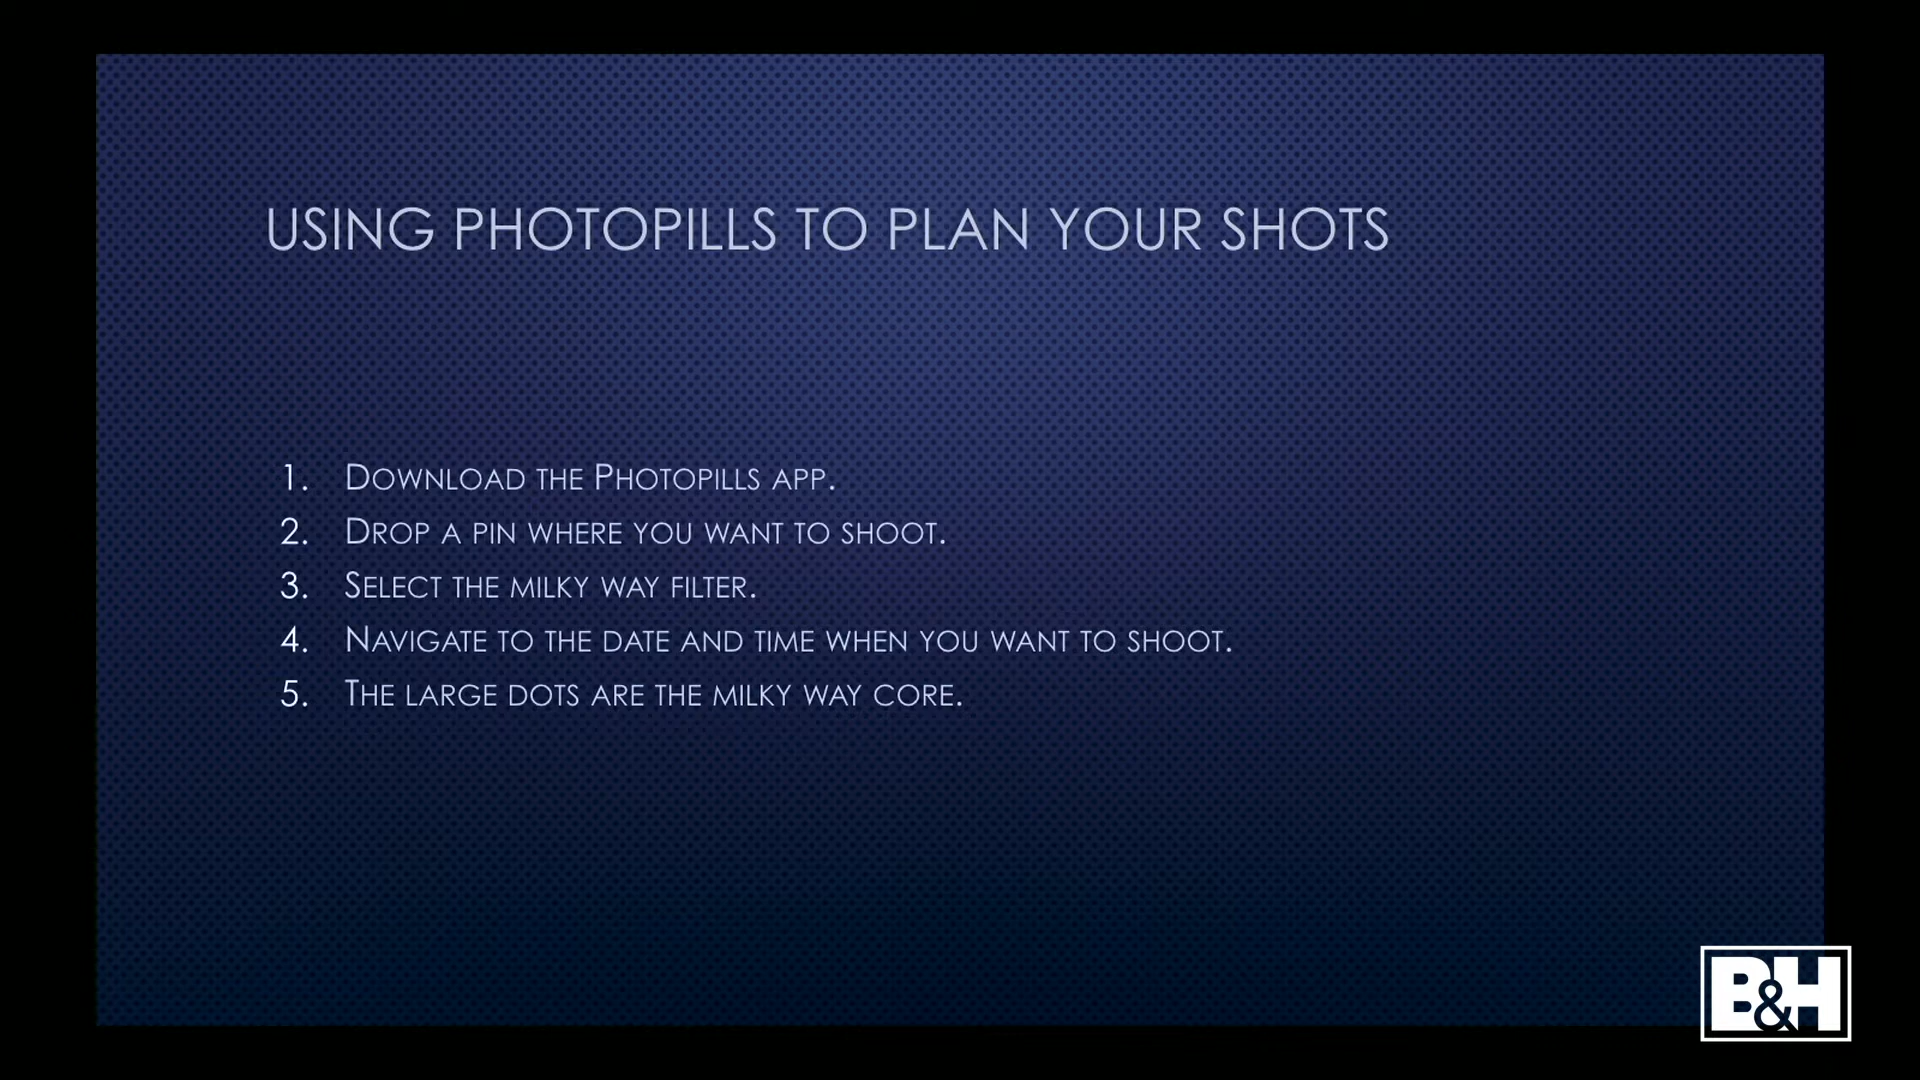 USING PHOTOPILLS TO PLAN YOUR SHOTS
1. Download the Photopills app.
2. Drop a pin where you want to shoot.
3. Select the milky way filter.
4. Navigate to the date and time when you want to shoot.
5. The large dots are the milky way core.
B&H